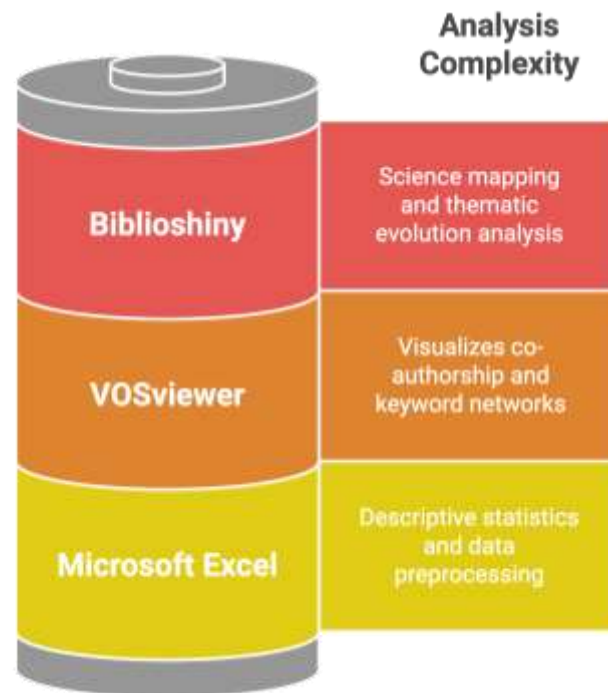 Analysis
Complexity
Biblioshiny
Science mapping
and thematic
evolution analysis
VOSviewer
Visualizes co-
authorship and
keyword networks
Microsoft Excel
Descriptive statistics
and data
preprocessing